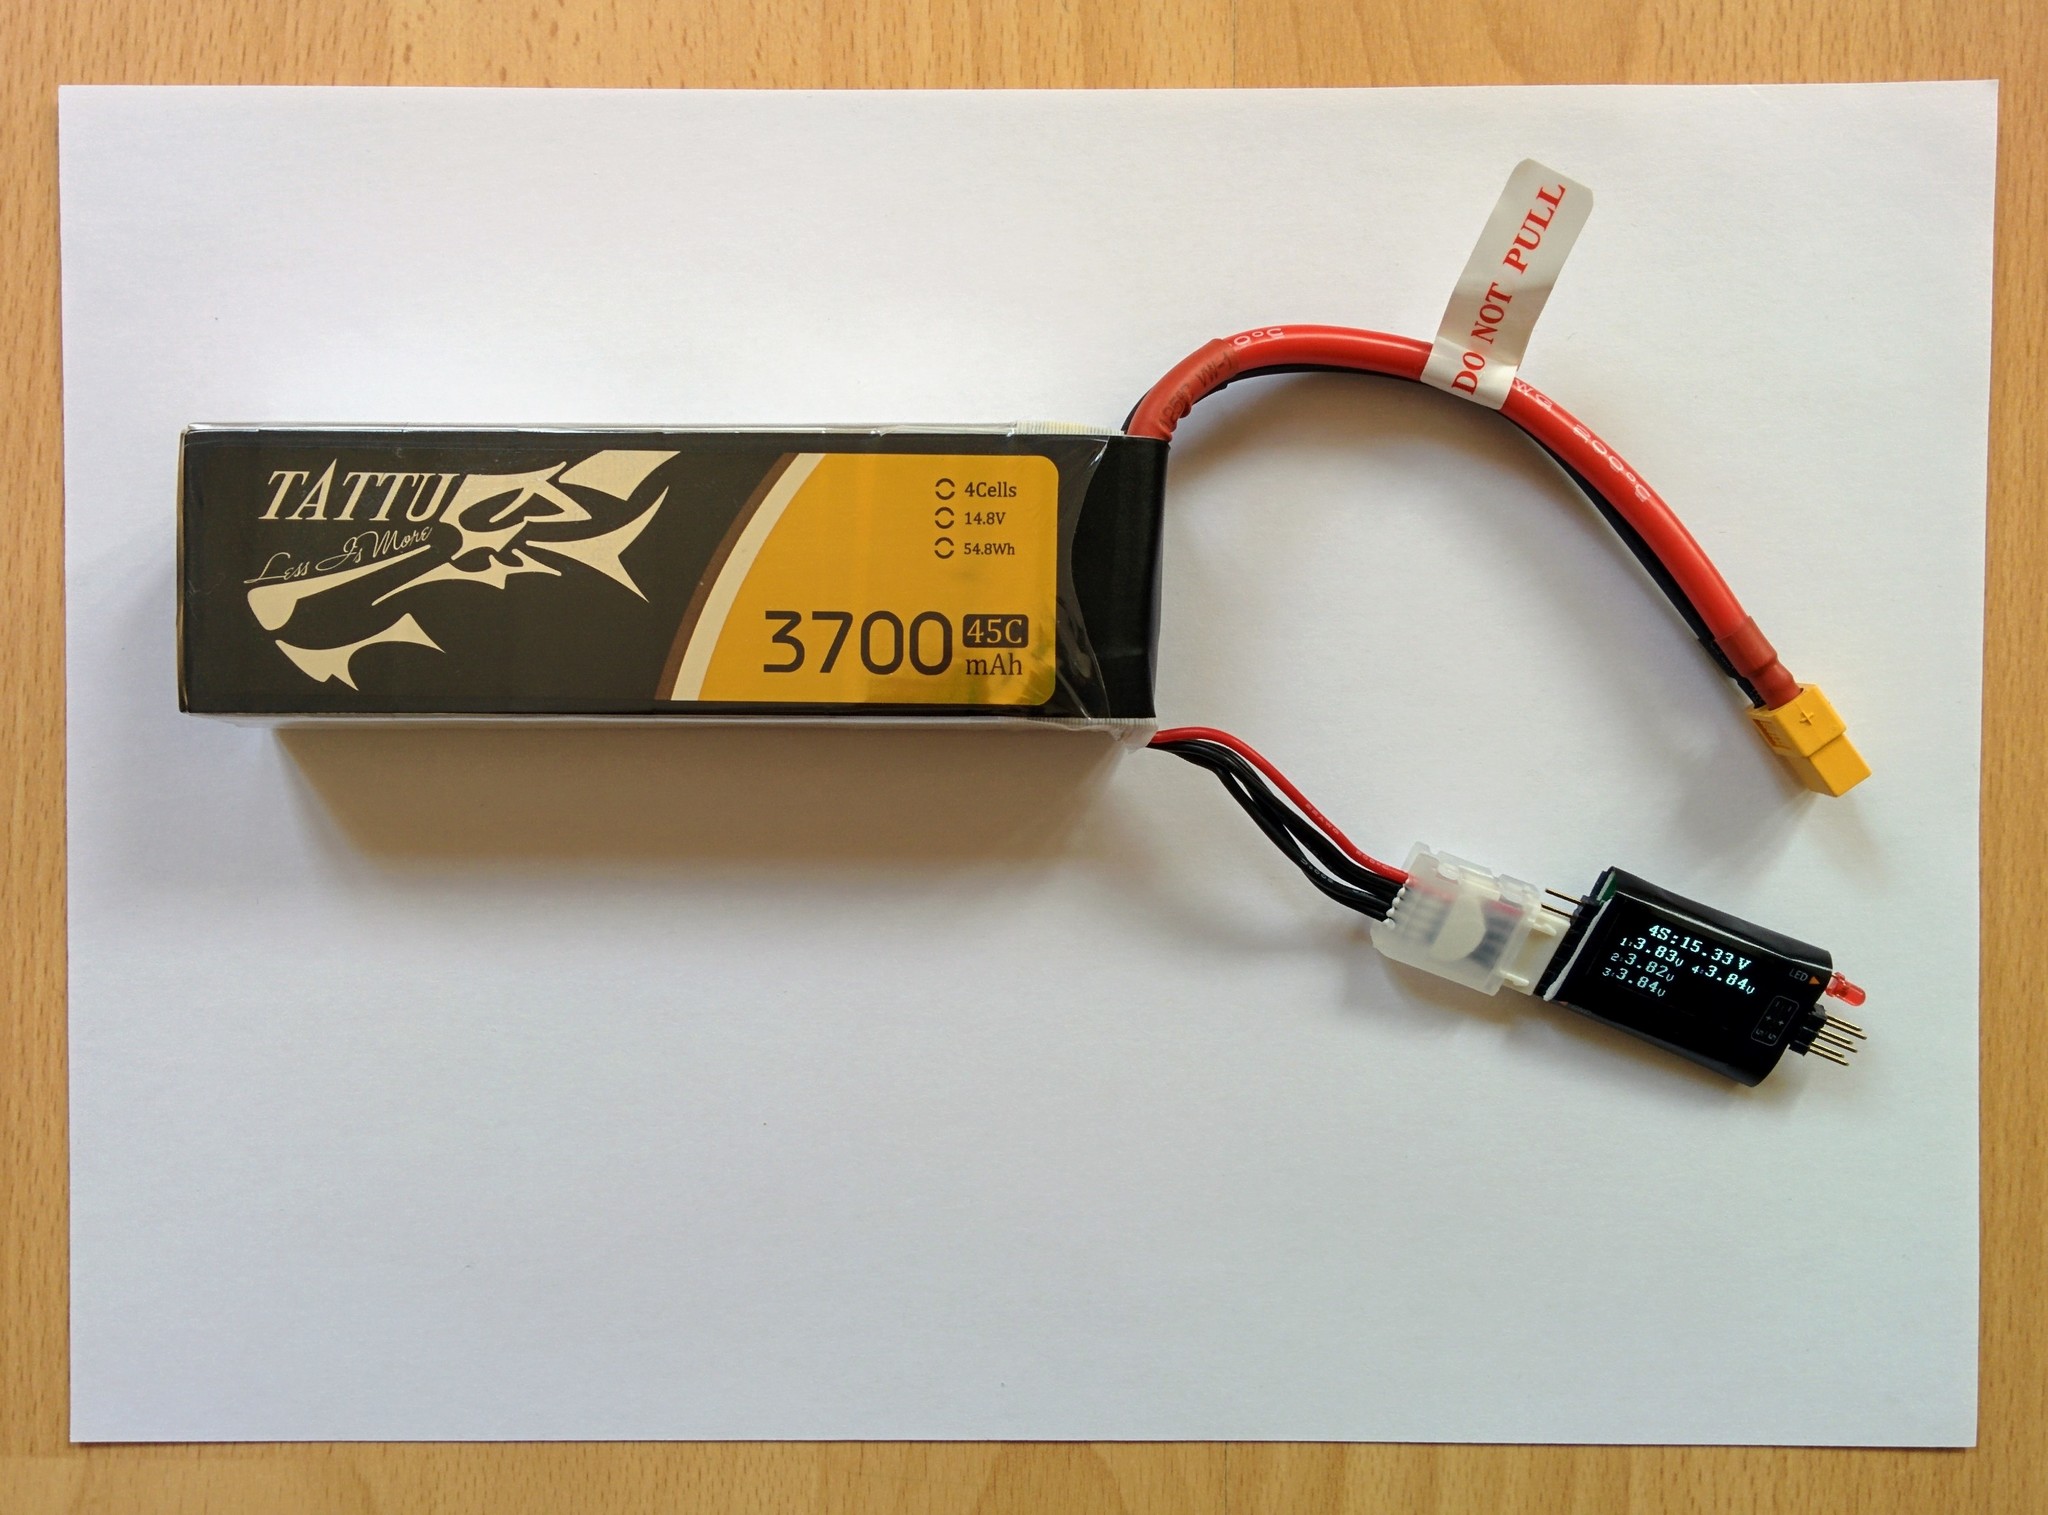 TATTU
Less Is More
4Cells
14.8V
54.8Wh
3700 45C
mAh
DO NOT PULL
200°C
+
4S:15.33V
1:3.83V 4:3.84V
2:3.82V
3:3.84V
LED